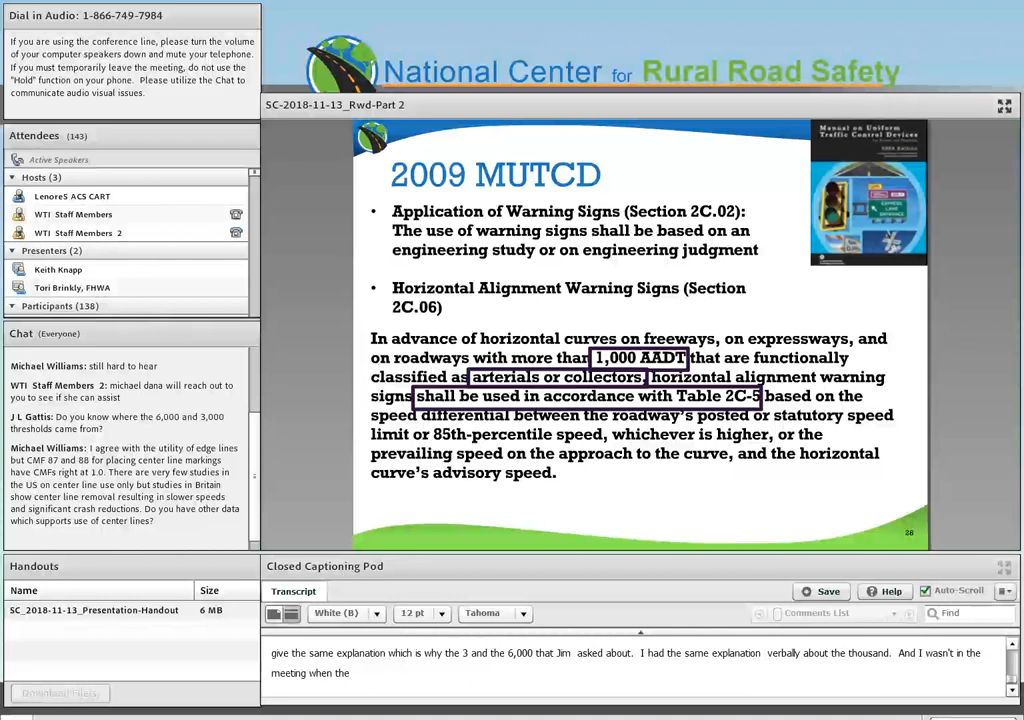 Dial in Audio: 1-866-749-7984
If you are using the conference line, please turn the volume
of your computer speakers down and mute your telephone.
If you must temporarily leave the meeting, do not use the
"Hold" function on your phone.  Please utilize the Chat to
communicate audio visual issues.
National Center for Rural Road Safety
SC-2018-11-13_Rwd-Part 2
Attendees (143)
Active Speakers
Hosts (3)
LenoreS ACS CART
WTI Staff Members
WTI Staff Members 2
Presenters (2)
Keith Knapp
Tori Brinkly, FHWA
Participants (138)
Chat (Everyone)
Michael Williams: still hard to hear
WTI Staff Members 2: michael dana will reach out to
you to see if she can assist
J L Gattis: Do you know where the 6,000 and 3,000
thresholds came from?
Michael Williams: I agree with the utility of edge lines
but CMF 87 and 88 for placing center line markings
have CMFs right at 1.0. There are very few studies in
the US on center line use only but studies in Britain
show center line removal resulting in slower speeds
and significant crash reductions. Do you have other data
which supports use of center lines?
2009 MUTCD
• Application of Warning Signs (Section 2C.02):
The use of warning signs shall be based on an
engineering study or on engineering judgment
• Horizontal Alignment Warning Signs (Section
2C.06)
In advance of horizontal curves on freeways, on expressways, and
on roadways with more than 1,000 AADT that are functionally
classified as arterials or collectors, horizontal alignment warning
signs shall be used in accordance with Table 2C-5 based on the
speed differential between the roadway's posted or statutory speed
limit or 85th-percentile speed, whichever is higher, or the
prevailing speed on the approach to the curve, and the horizontal
curve's advisory speed.
Manual on Uniform
Traffic Control Devices
28
Handouts
Name Size
SC_2018-11-13_Presentation-Handout 6 MB
Download File(s)
Closed Captioning Pod
Transcript
Save Help Auto-Scroll
White (B) 12 pt Tahoma Comments List Find
give the same explanation which is why the 3 and the 6,000 that Jim  asked about.  I had the same explanation  verbally about the thousand.  And I wasn't in the
meeting when the